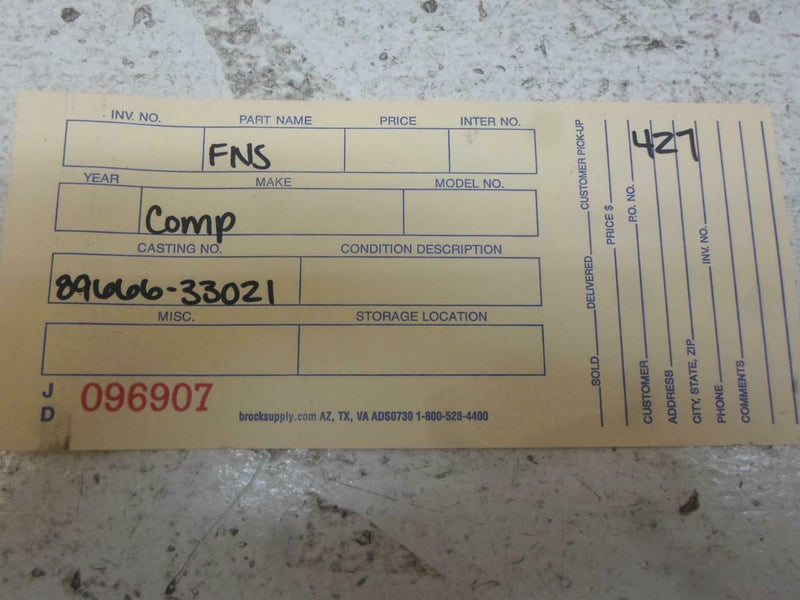 INV. NO. PART NAME PRICE INTER NO.
FNS
YEAR MAKE MODEL NO.
Comp
CASTING NO. CONDITION DESCRIPTION
89666-33021
MISC. STORAGE LOCATION
J
D
096907
brocksupply.com AZ, TX, VA ADS0730 1-800-528-4400
SOLD DELIVERED CUSTOMER PICK-UP
PRICE $
CUSTOMER P.O. NO.
427
ADDRESS
CITY, STATE, ZIP INV. NO.
PHONE
COMMENTS